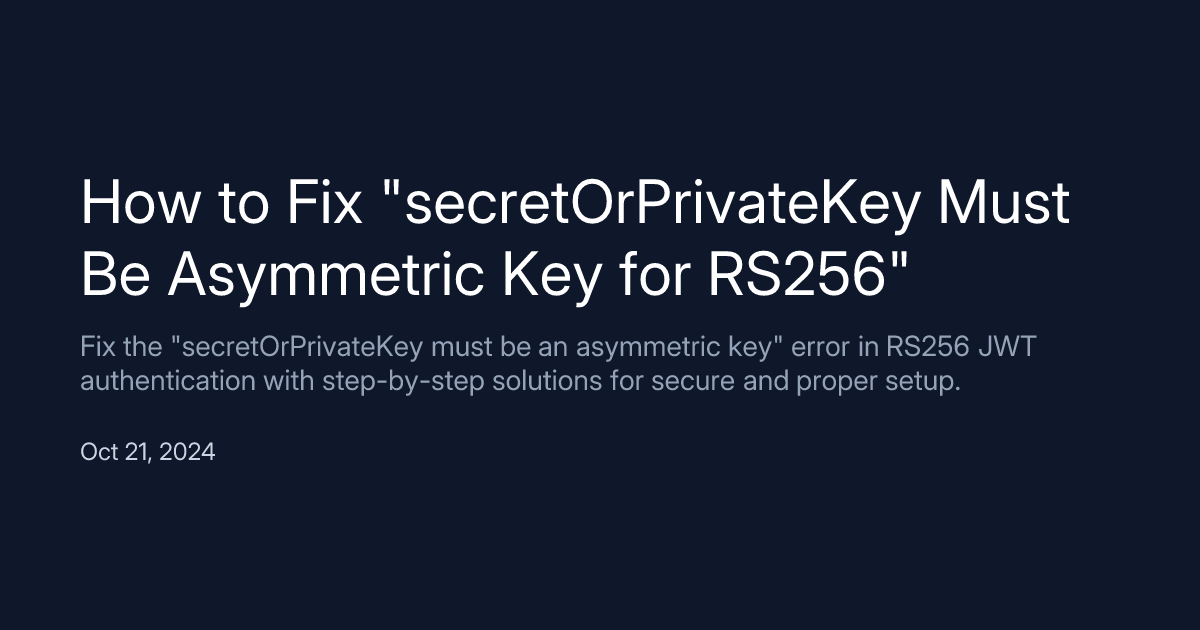 How to Fix "secretOrPrivateKey Must
Be Asymmetric Key for RS256"
Fix the "secretOrPrivateKey must be an asymmetric key" error in RS256 JWT
authentication with step-by-step solutions for secure and proper setup.
Oct 21, 2024